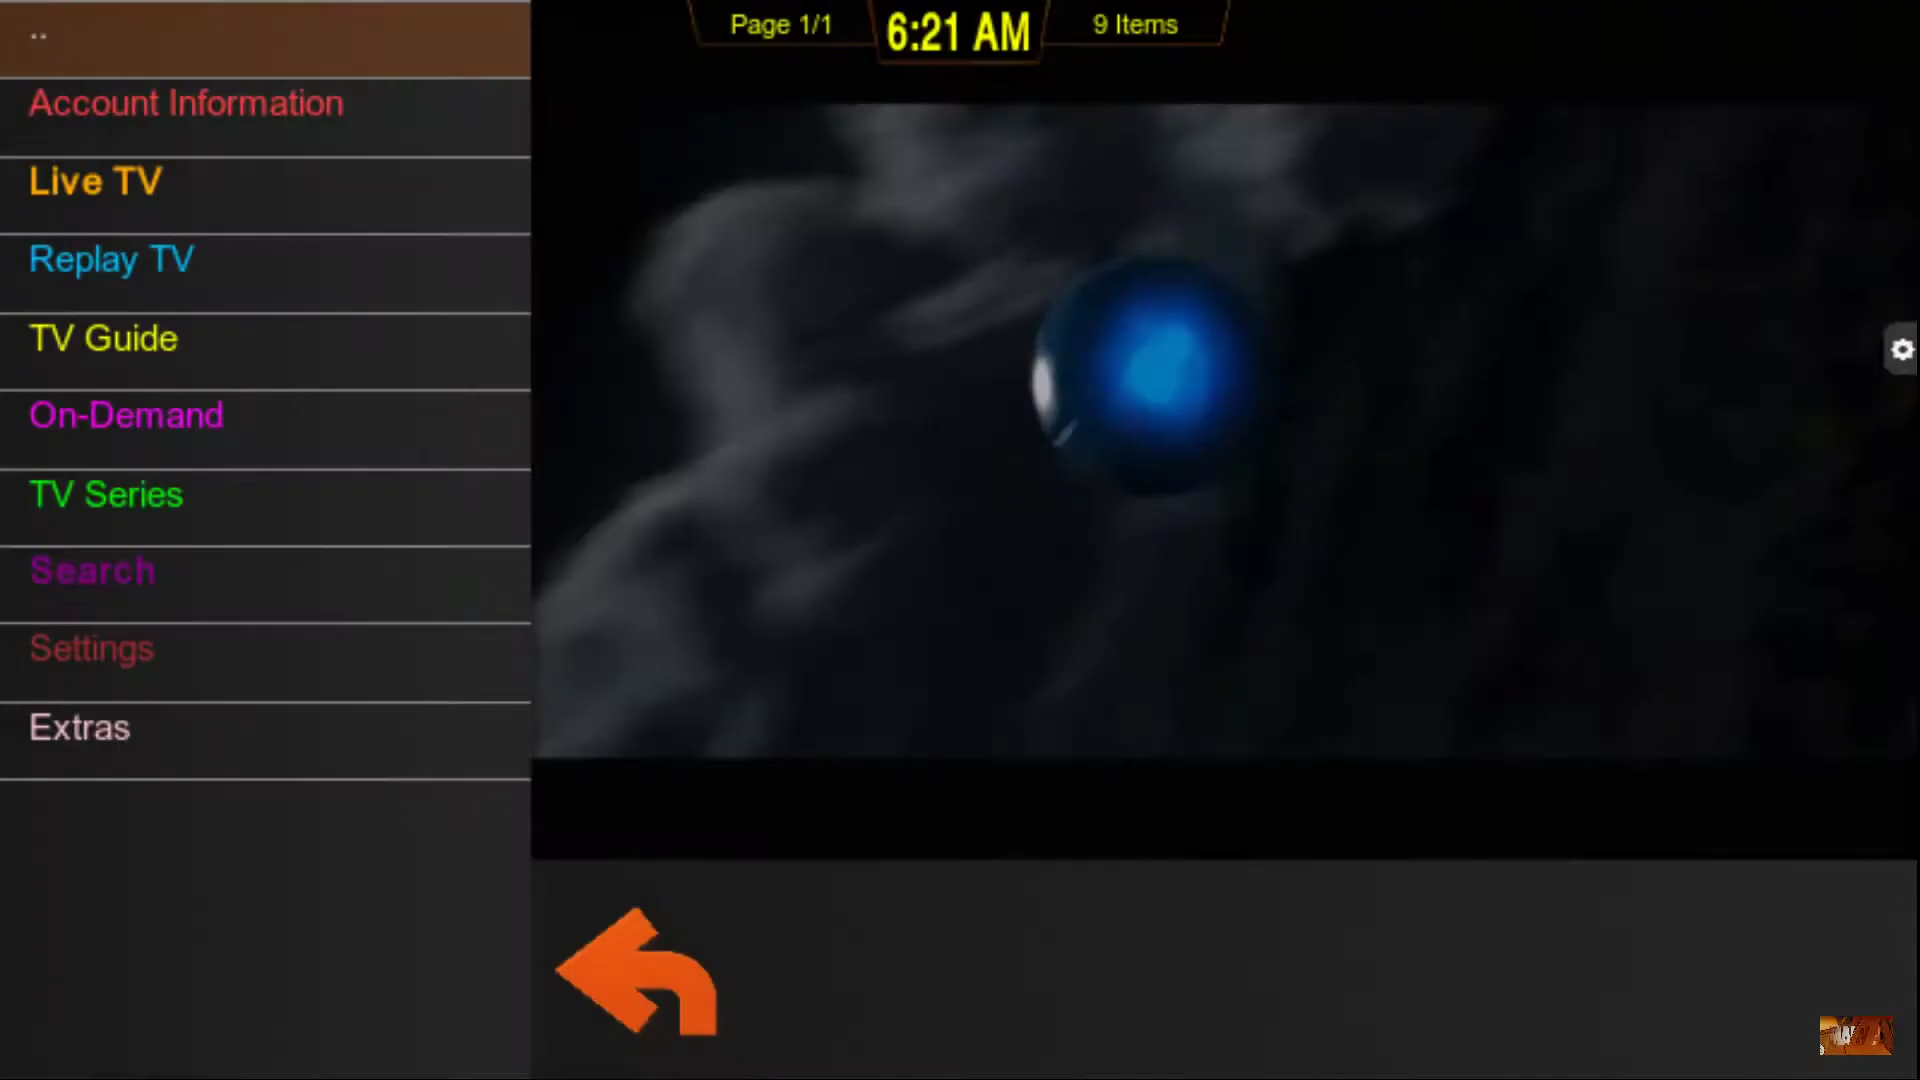 Page 1/1
6:21 AM
9 Items
..
Account Information
Live TV
Replay TV
TV Guide
On-Demand
TV Series
Search
Settings
Extras